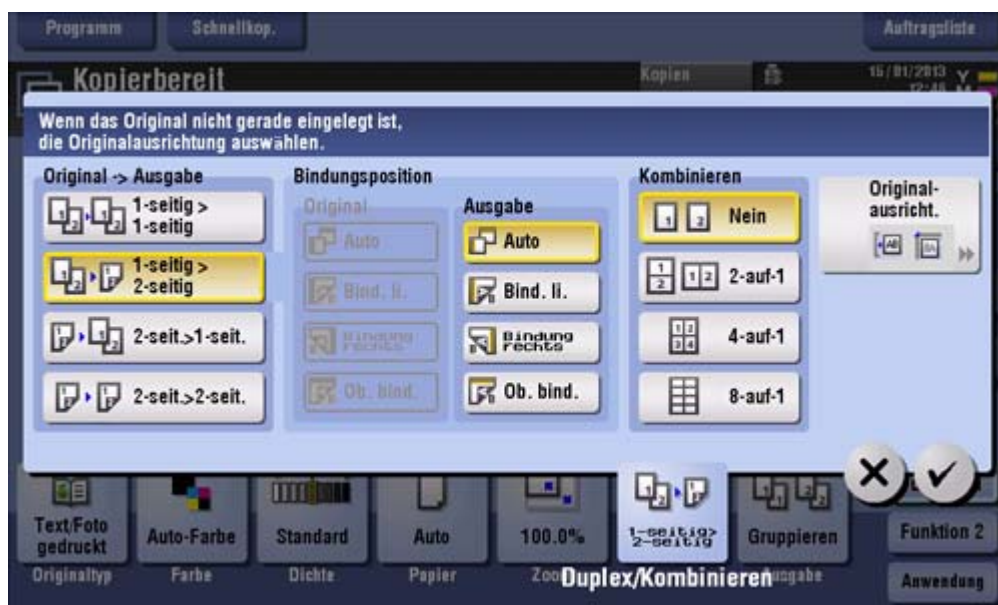 Programm
Schnellkop.
Auftragsliste
Kopierbereit
Kopien
15/01/2013
12:46
Y
M
Wenn das Original nicht gerade eingelegt ist,
die Originalausrichtung auswählen.
Original -> Ausgabe
1-seitig >
1-seitig
1-seitig >
2-seitig
2-seit.>1-seit.
2-seit.>2-seit.
Bindungsposition
Original
Auto
Bind. li.
Bindung
rechts
Ob. bind.
Ausgabe
Auto
Bind. li.
Bindung
rechts
Ob. bind.
Kombinieren
Nein
2-auf-1
4-auf-1
8-auf-1
Original-
ausricht.
Text/Foto
gedruckt
Auto-Farbe
Standard
Auto
100.0%
1-seitig>
2-seitig
Gruppieren
Funktion 2
Originaltyp
Farbe
Dichte
Papier
Duplex/Kombinieren
Anwendung